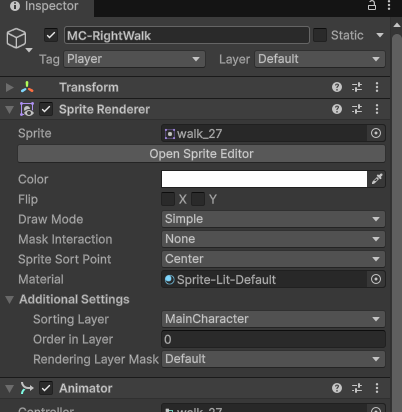 Inspector
MC-RightWalk Static
Tag Player Layer Default
Transform
Sprite Renderer
Sprite walk_27
Open Sprite Editor
Color
Flip X Y
Draw Mode Simple
Mask Interaction None
Sprite Sort Point Center
Material Sprite-Lit-Default
Additional Settings
Sorting Layer MainCharacter
Order in Layer 0
Rendering Layer Mask Default
Animator
Controller walk_27